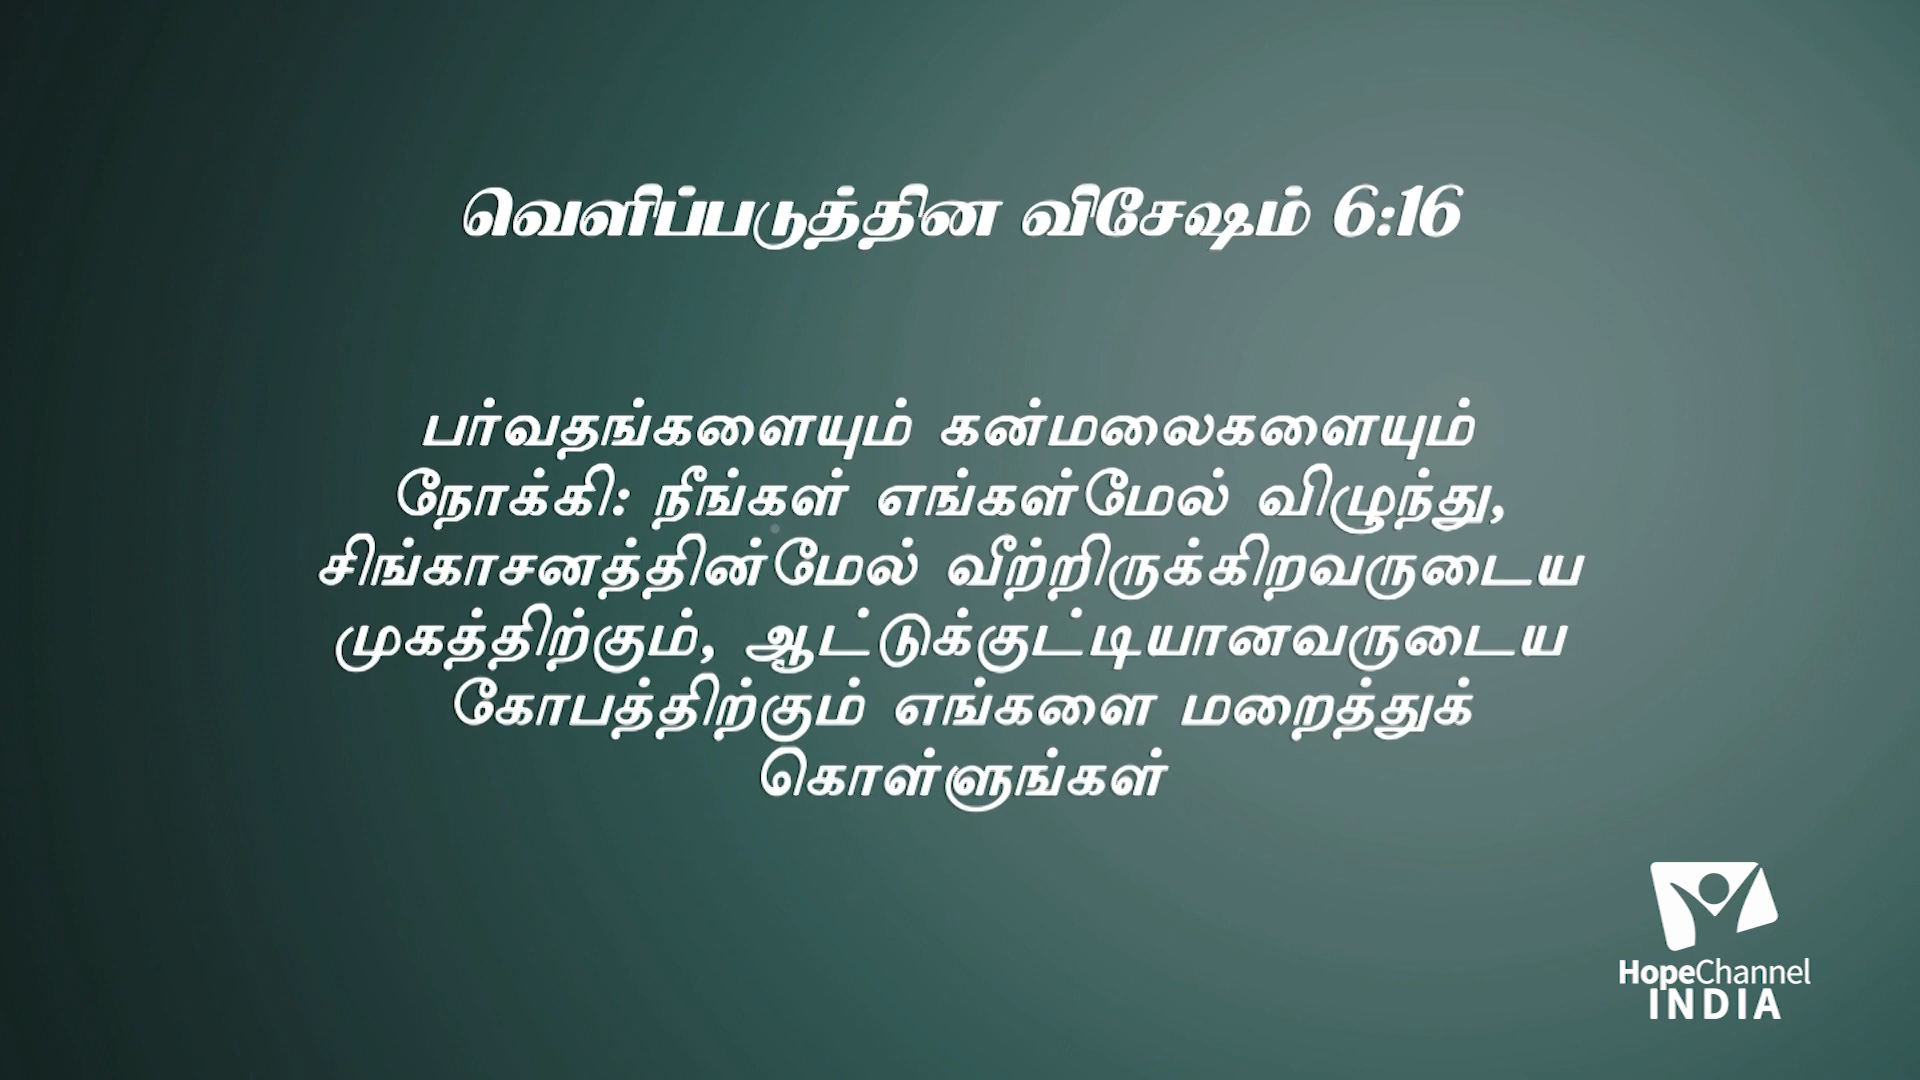 வெளிப்படுத்தின விசேஷம் 6:16
பர்வதங்களையும் கன்மலைகளையும்
நோக்கி: நீங்கள் எங்கள்மேல் விழுந்து,
சிங்காசனத்தின்மேல் வீற்றிருக்கிறவருடைய
முகத்திற்கும், ஆட்டுக்குட்டியானவருடைய
கோபத்திற்கும் எங்களை மறைத்துக்
கொள்ளுங்கள்
HopeChannel
INDIA